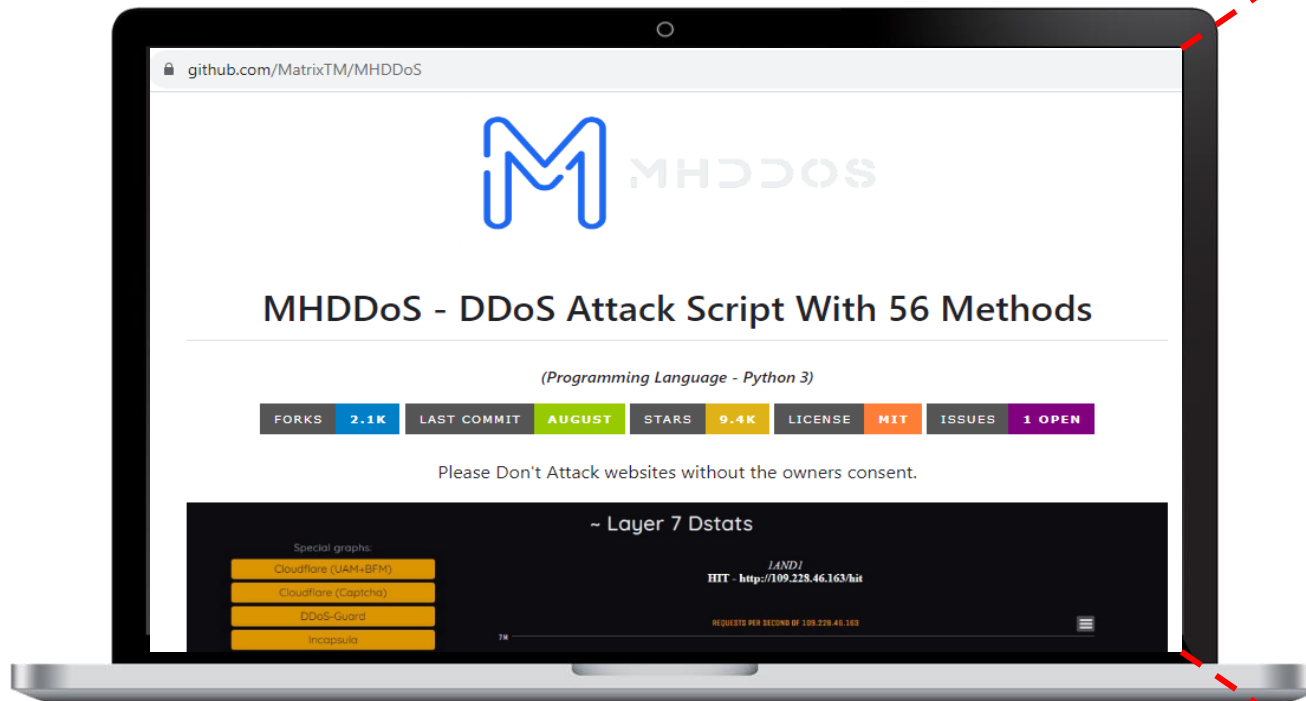 github.com/MatrixTM/MHDDoS
MHDDOS
MHDDoS - DDoS Attack Script With 56 Methods
(Programming Language - Python 3)
FORKS 2.1K LAST COMMIT AUGUST STARS 9.4K LICENSE MIT ISSUES 1 OPEN
Please Don't Attack websites without the owners consent.
~ Layer 7 Dstats
Special graphs:
Cloudflare (UAM+BFM)
1AND1
Cloudflare (Captcha)
HIT - http://109.228.46.163/hit
DDoS-Guard
REQUESTS PER SECOND OF 109.228.46.163
Incapsula
7M